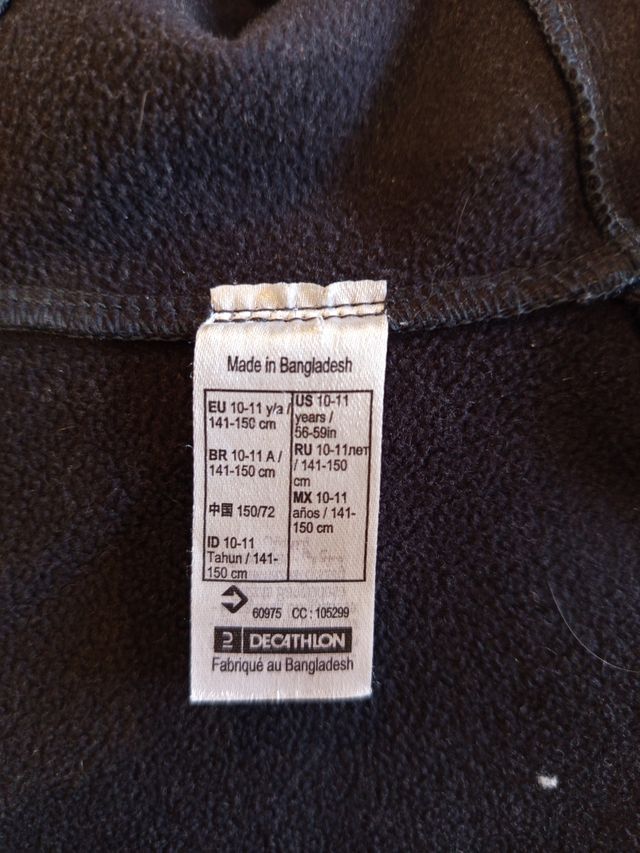 Made in Bangladesh
EU 10-11 y/a /
141-150 cm
BR 10-11 A /
141-150 cm
中国 150/72
ID 10-11
Tahun / 141-
150 cm
US 10-11
years /
56-59in
RU 10-11лет
/ 141-150
cm
MX 10-11
años / 141-
150 cm
60975 CC : 105299
DECATHLON
Fabriqué au Bangladesh